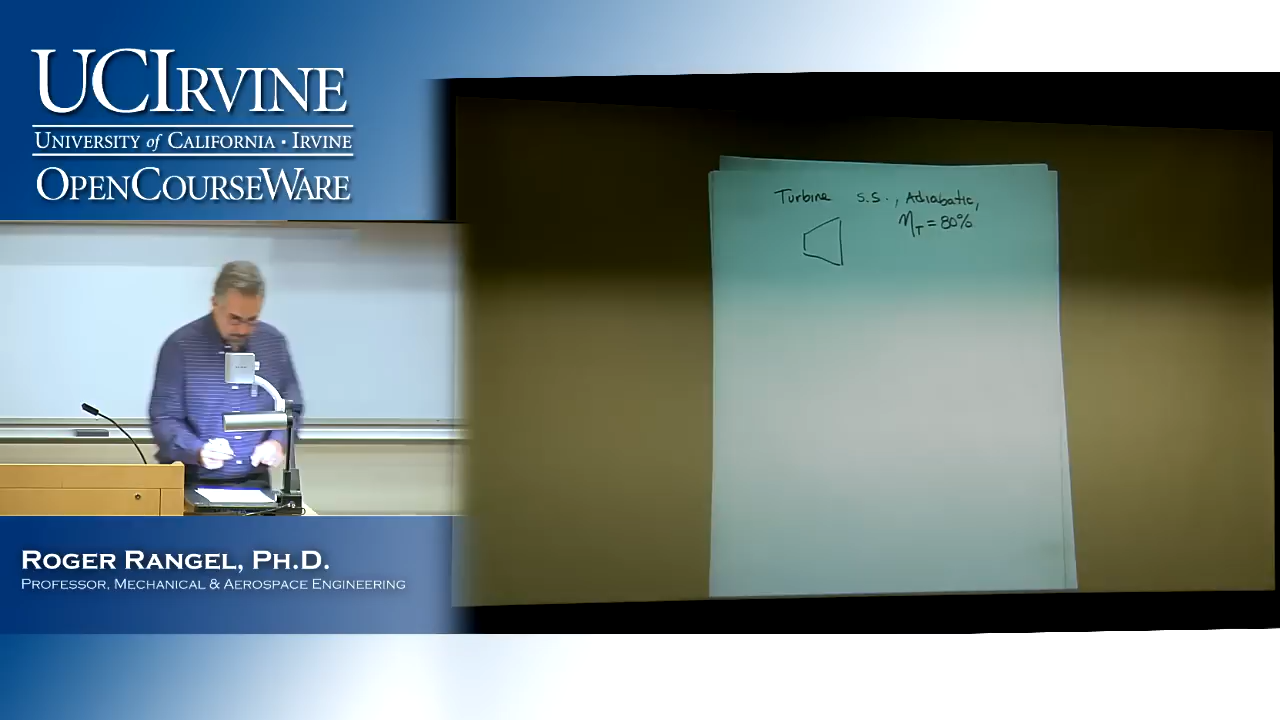 UCIRVINE
UNIVERSITY of CALIFORNIA · IRVINE
OPENCOURSEWARE
Turbine s.s., Adiabatic,
ηT = 80%
ROGER RANGEL, PH.D.
PROFESSOR, MECHANICAL & AEROSPACE ENGINEERING